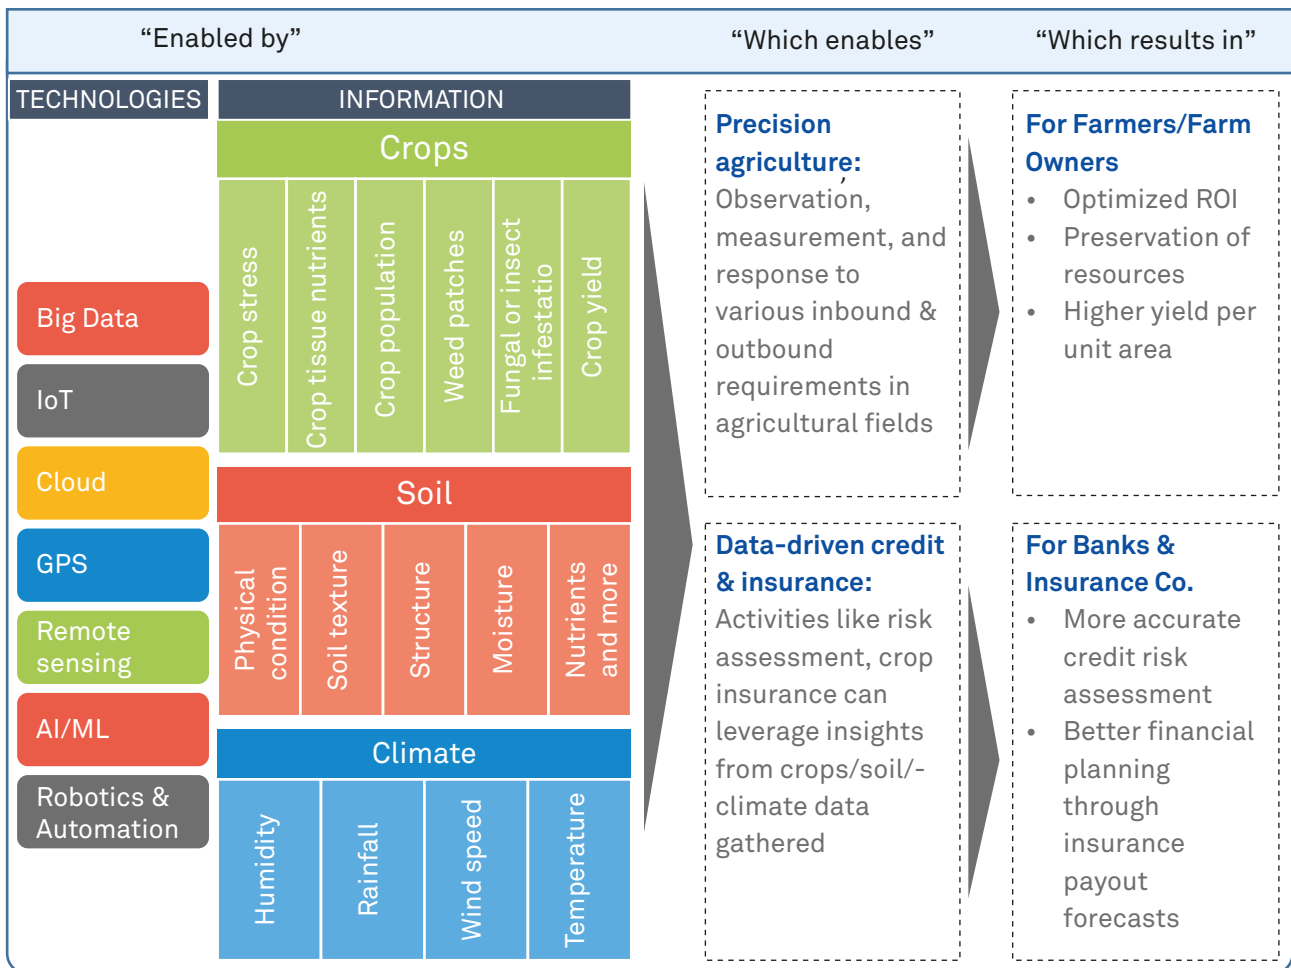 “Enabled by”
“Which enables”
“Which results in”
TECHNOLOGIES
INFORMATION
Big Data
IoT
Cloud
GPS
Remote
sensing
AI/ML
Robotics &
Automation
Crops
Crop stress
Crop tissue nutrients
Crop population
Weed patches
Fungal or insect
infestatio
Crop yield
Soil
Physical
condition
Soil texture
Structure
Moisture
Nutrients
and more
Climate
Humidity
Rainfall
Wind speed
Temperature
Precision
agriculture:
Observation,
measurement, and
response to
various inbound &
outbound
requirements in
agricultural fields
Data-driven credit
& insurance:
Activities like risk
assessment, crop
insurance can
leverage insights
from crops/soil/-
climate data
gathered
For Farmers/Farm
Owners
• Optimized ROI
• Preservation of
resources
• Higher yield per
unit area
For Banks &
Insurance Co.
• More accurate
credit risk
assessment
• Better financial
planning
through
insurance
payout
forecasts